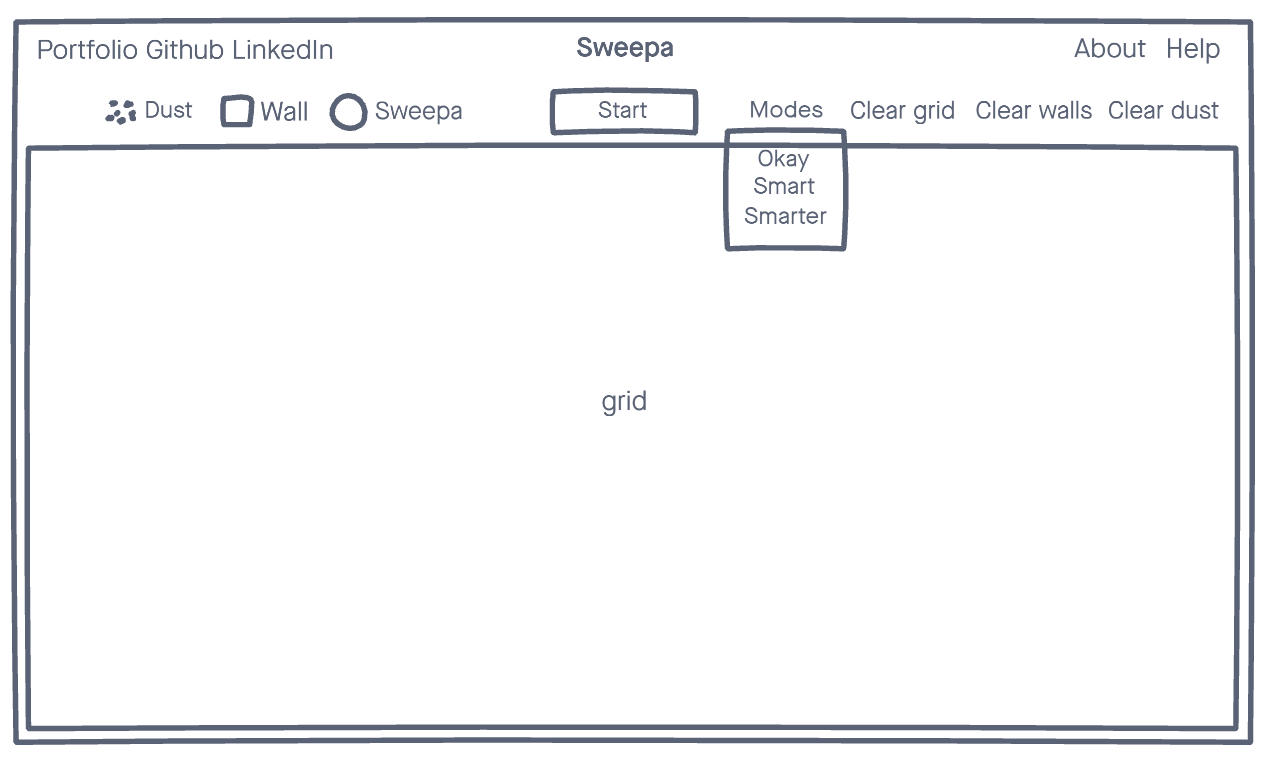 Portfolio Github LinkedIn Sweepa About Help
Dust Wall Sweepa Start Modes Clear grid Clear walls Clear dust
Okay
Smart
Smarter
grid